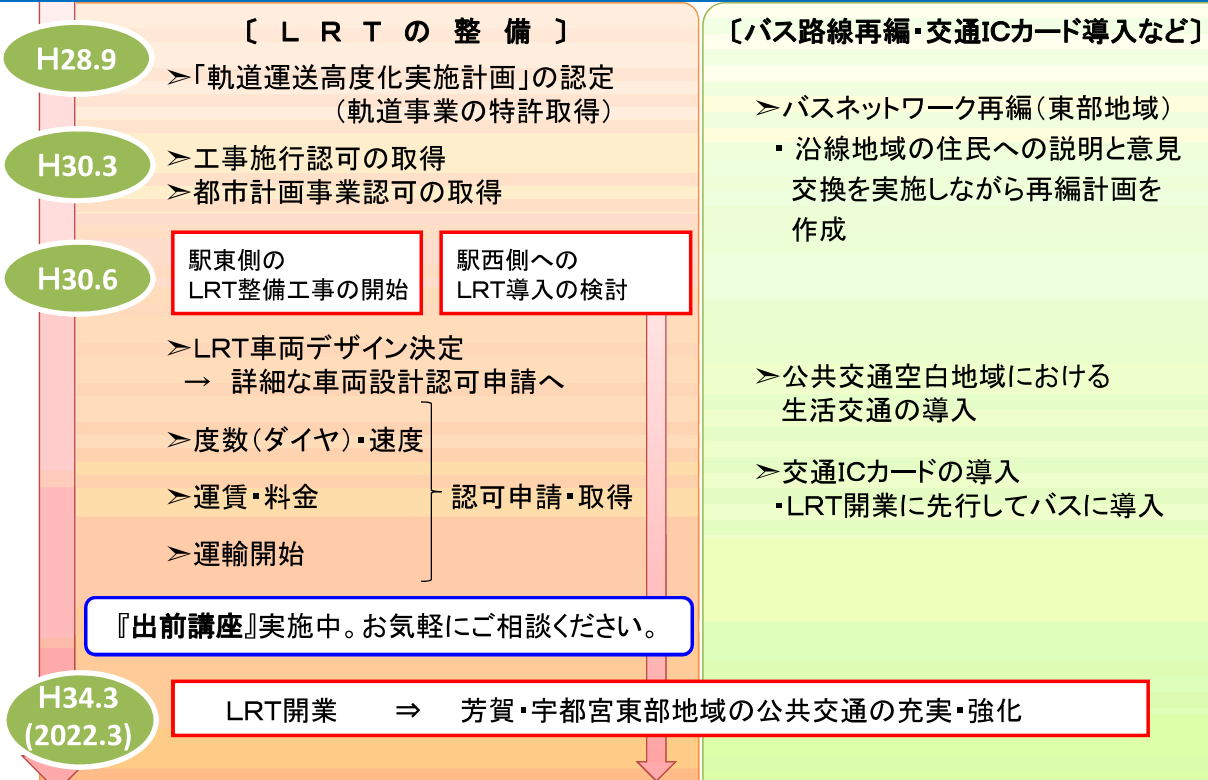 〔 L R T の 整 備 〕
H28.9
➣「軌道運送高度化実施計画」の認定
(軌道事業の特許取得)
H30.3
➣工事施行認可の取得
➣都市計画事業認可の取得
H30.6
駅東側の
LRT整備工事の開始
駅西側への
LRT導入の検討
➣LRT車両デザイン決定
→ 詳細な車両設計認可申請へ
➣度数(ダイヤ)・速度
➣運賃・料金
認可申請・取得
➣運輸開始
『出前講座』実施中。お気軽にご相談ください。
〔バス路線再編・交通ICカード導入など〕
➣バスネットワーク再編(東部地域)
・沿線地域の住民への説明と意見
交換を実施しながら再編計画を
作成
➣公共交通空白地域における
生活交通の導入
➣交通ICカードの導入
・LRT開業に先行してバスに導入
H34.3
(2022.3)
LRT開業 ⇒ 芳賀・宇都宮東部地域の公共交通の充実・強化